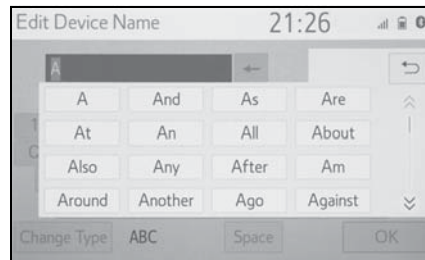 Edit Device Name 21:26
A
A And As Are
At An All About
Also Any After Am
Around Another Ago Against
Change Type ABC Space OK